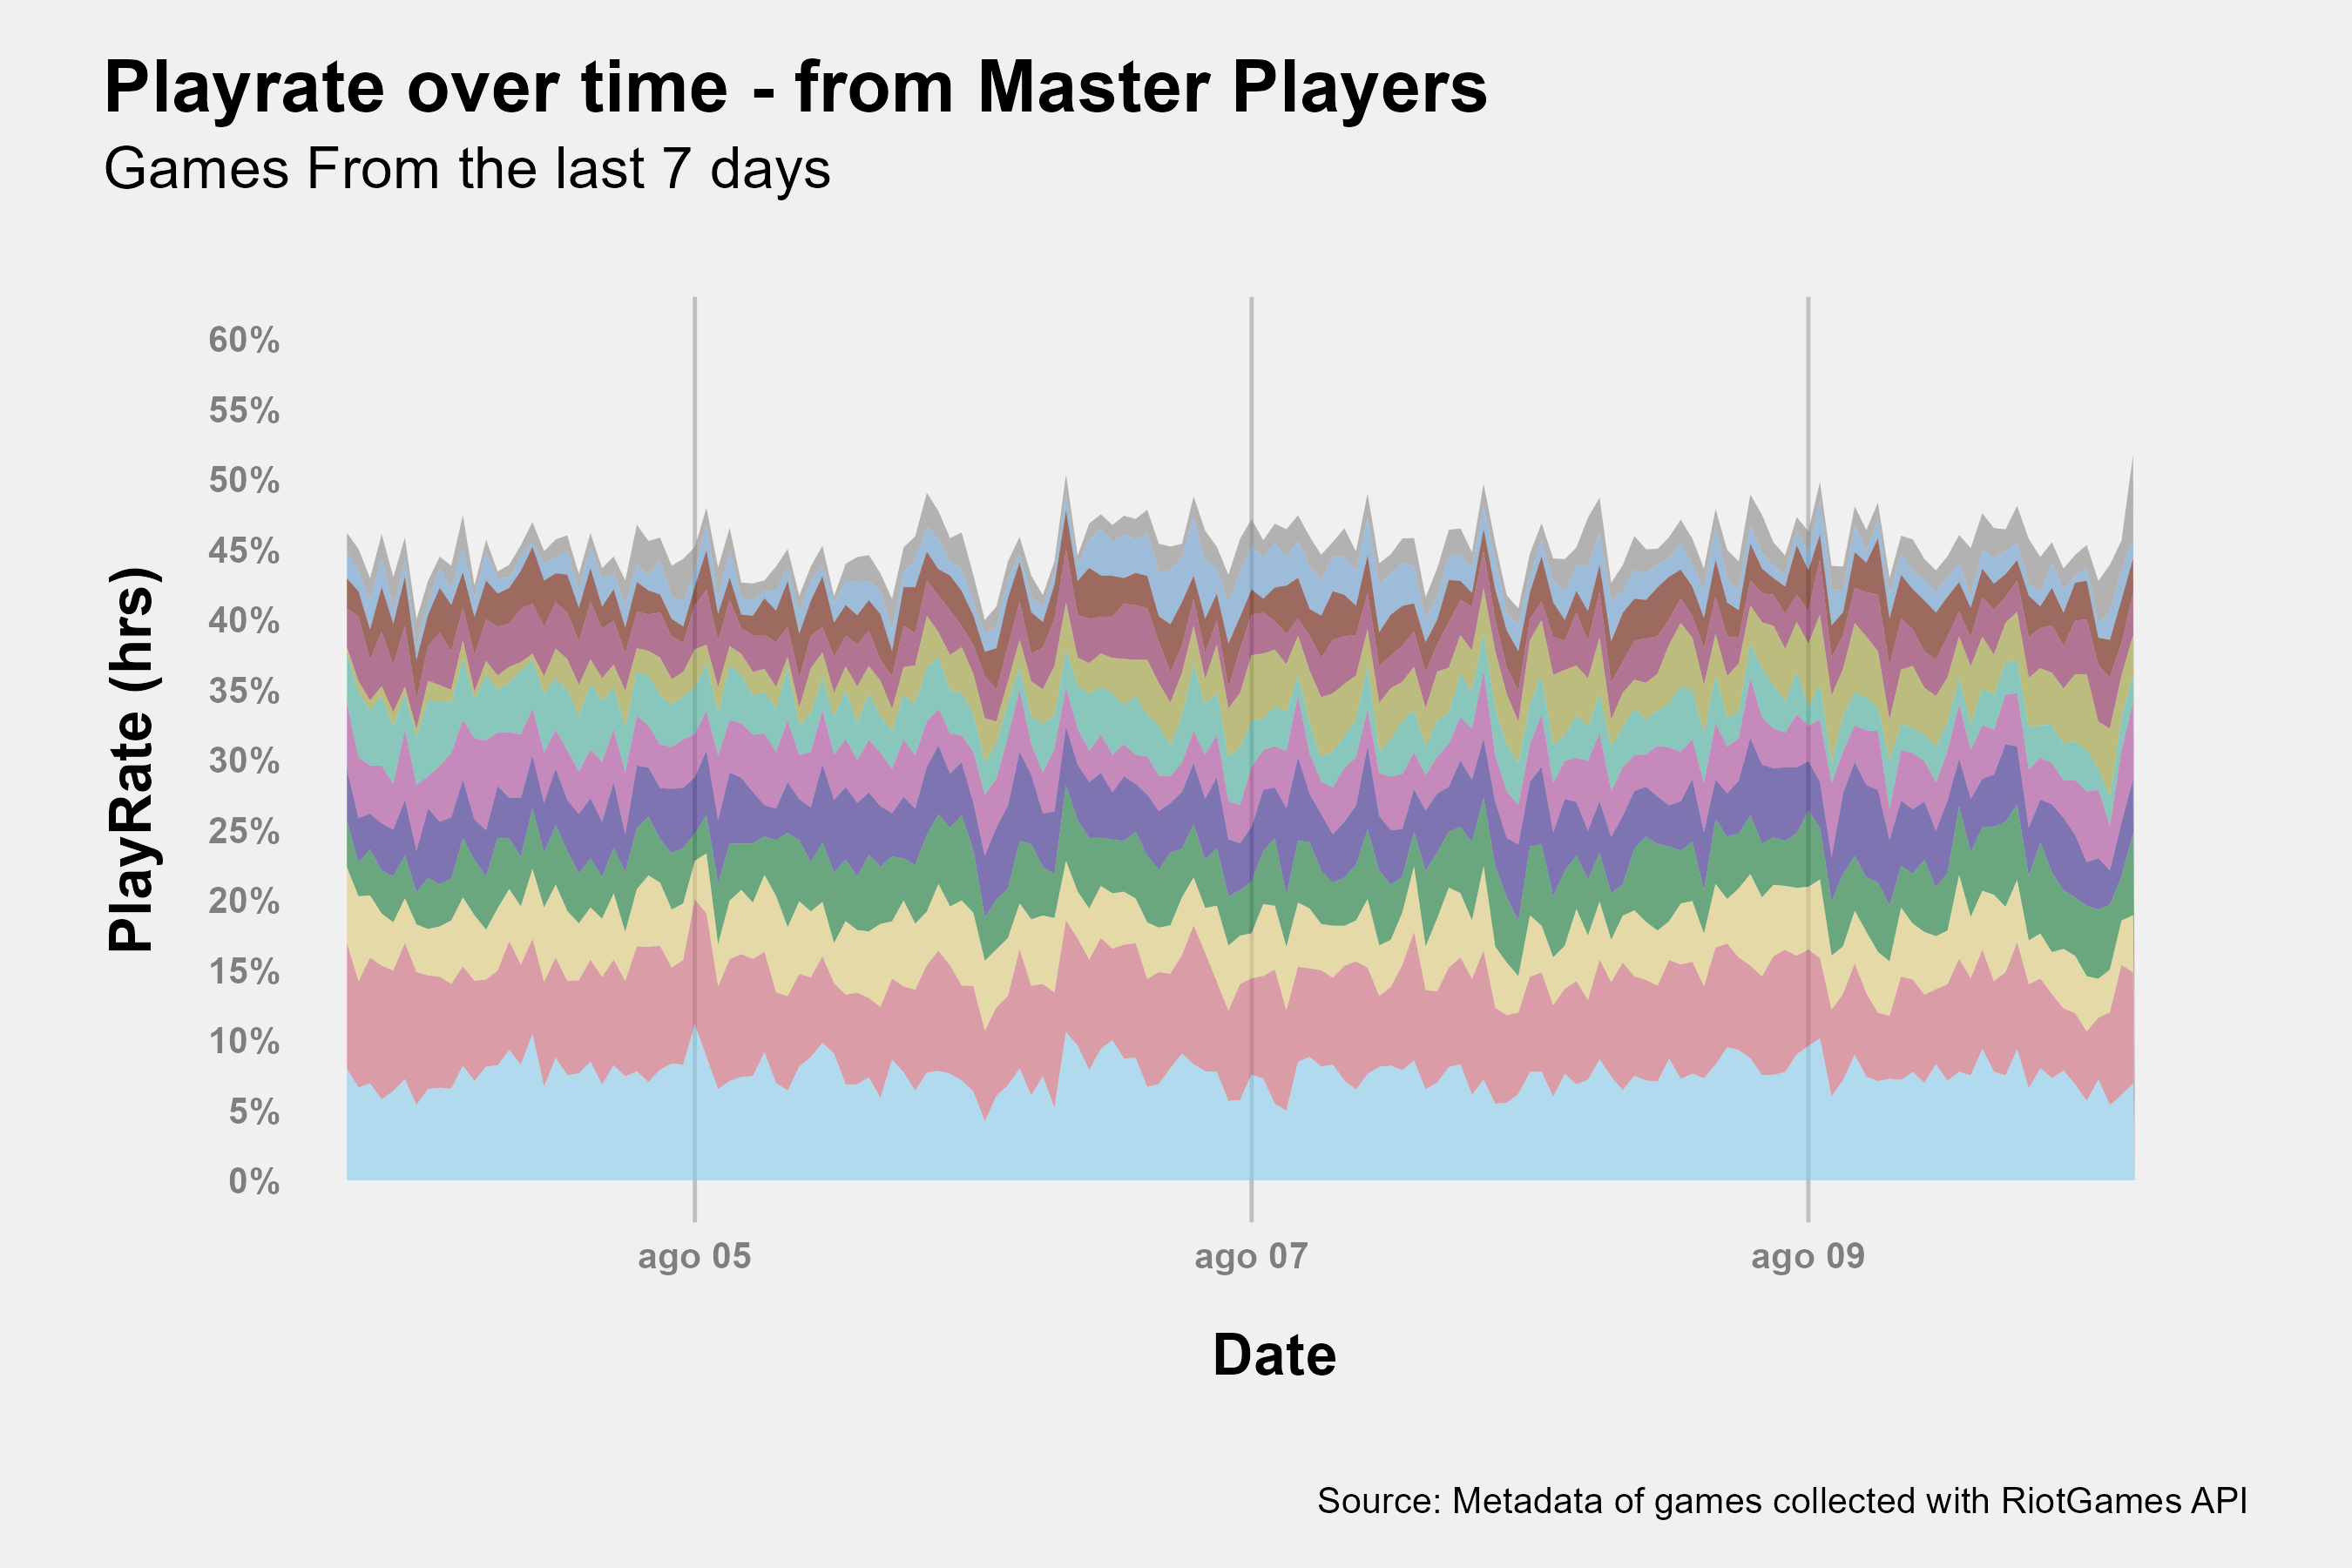 Playrate over time - from Master Players
Games From the last 7 days
PlayRate (hrs)
60%
55%
50%
45%
40%
35%
30%
25%
20%
15%
10%
5%
0%
ago 05
ago 07
ago 09
Date
Source: Metadata of games collected with RiotGames API